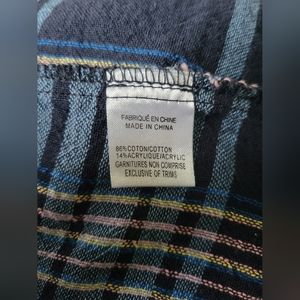 FABRIQUÉ EN CHINE
MADE IN CHINA
86% COTON/COTTON
14% ACRYLIQUE/ACRYLIC
GARNITURES NON COMPRISE
EXCLUSIVE OF TRIMS